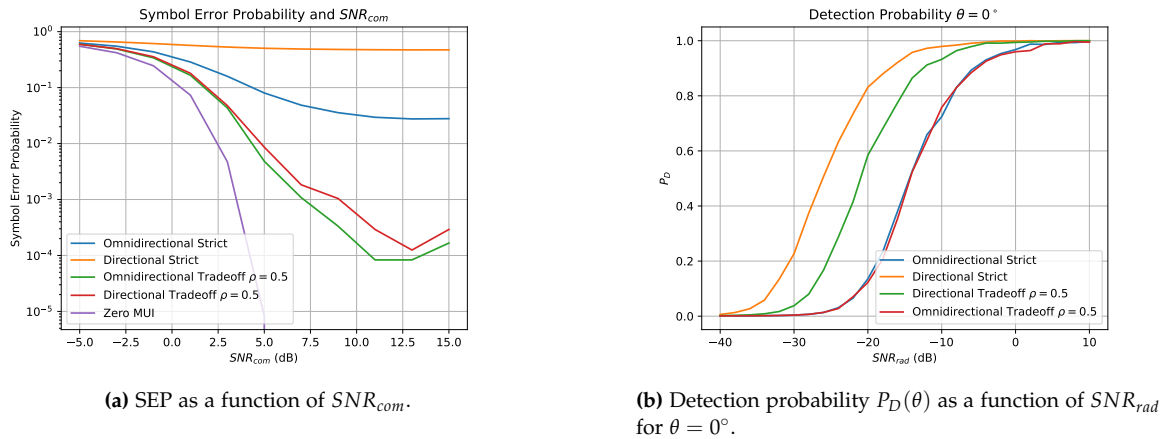 Symbol Error Probability and SNR_com
10^0
10^−1
10^−2
10^−3
10^−4
10^−5
Symbol Error Probability
Omnidirectional Strict
Directional Strict
Omnidirectional Tradeoff ρ = 0.5
Directional Tradeoff ρ = 0.5
Zero MUI
−5.0 −2.5 0.0 2.5 5.0 7.5 10.0 12.5 15.0
SNR_com (dB)
(a) SEP as a function of SNR_com.
Detection Probability θ = 0°
1.0
0.8
0.6
0.4
0.2
0.0
P_D
Omnidirectional Strict
Directional Strict
Directional Tradeoff ρ = 0.5
Omnidirectional Tradeoff ρ = 0.5
−40 −30 −20 −10 0 10
SNR_rad (dB)
(b) Detection probability P_D(θ) as a function of SNR_rad
for θ = 0°.